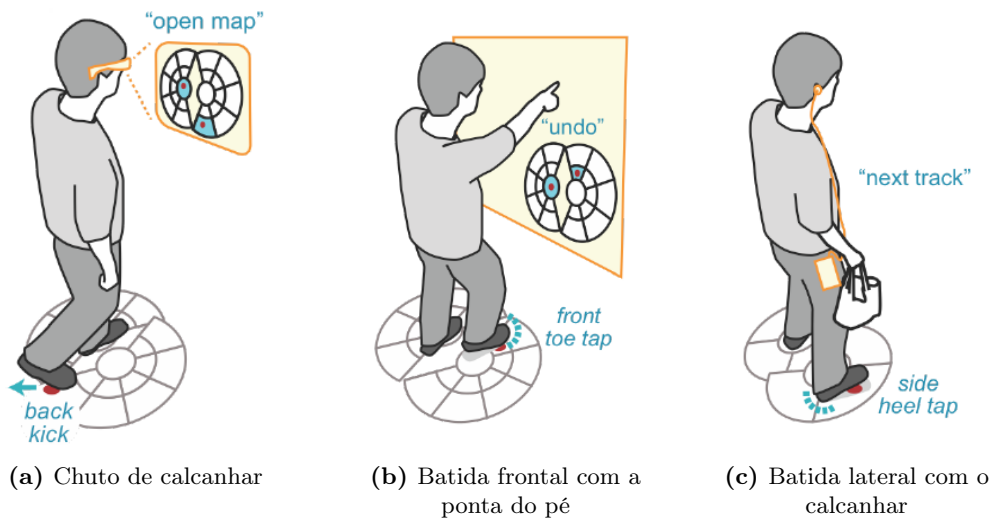 “open map”
back
kick
“undo”
front
toe tap
“next track”
side
heel tap
(a) Chuto de calcanhar
(b) Batida frontal com a
ponta do pé
(c) Batida lateral com o
calcanhar